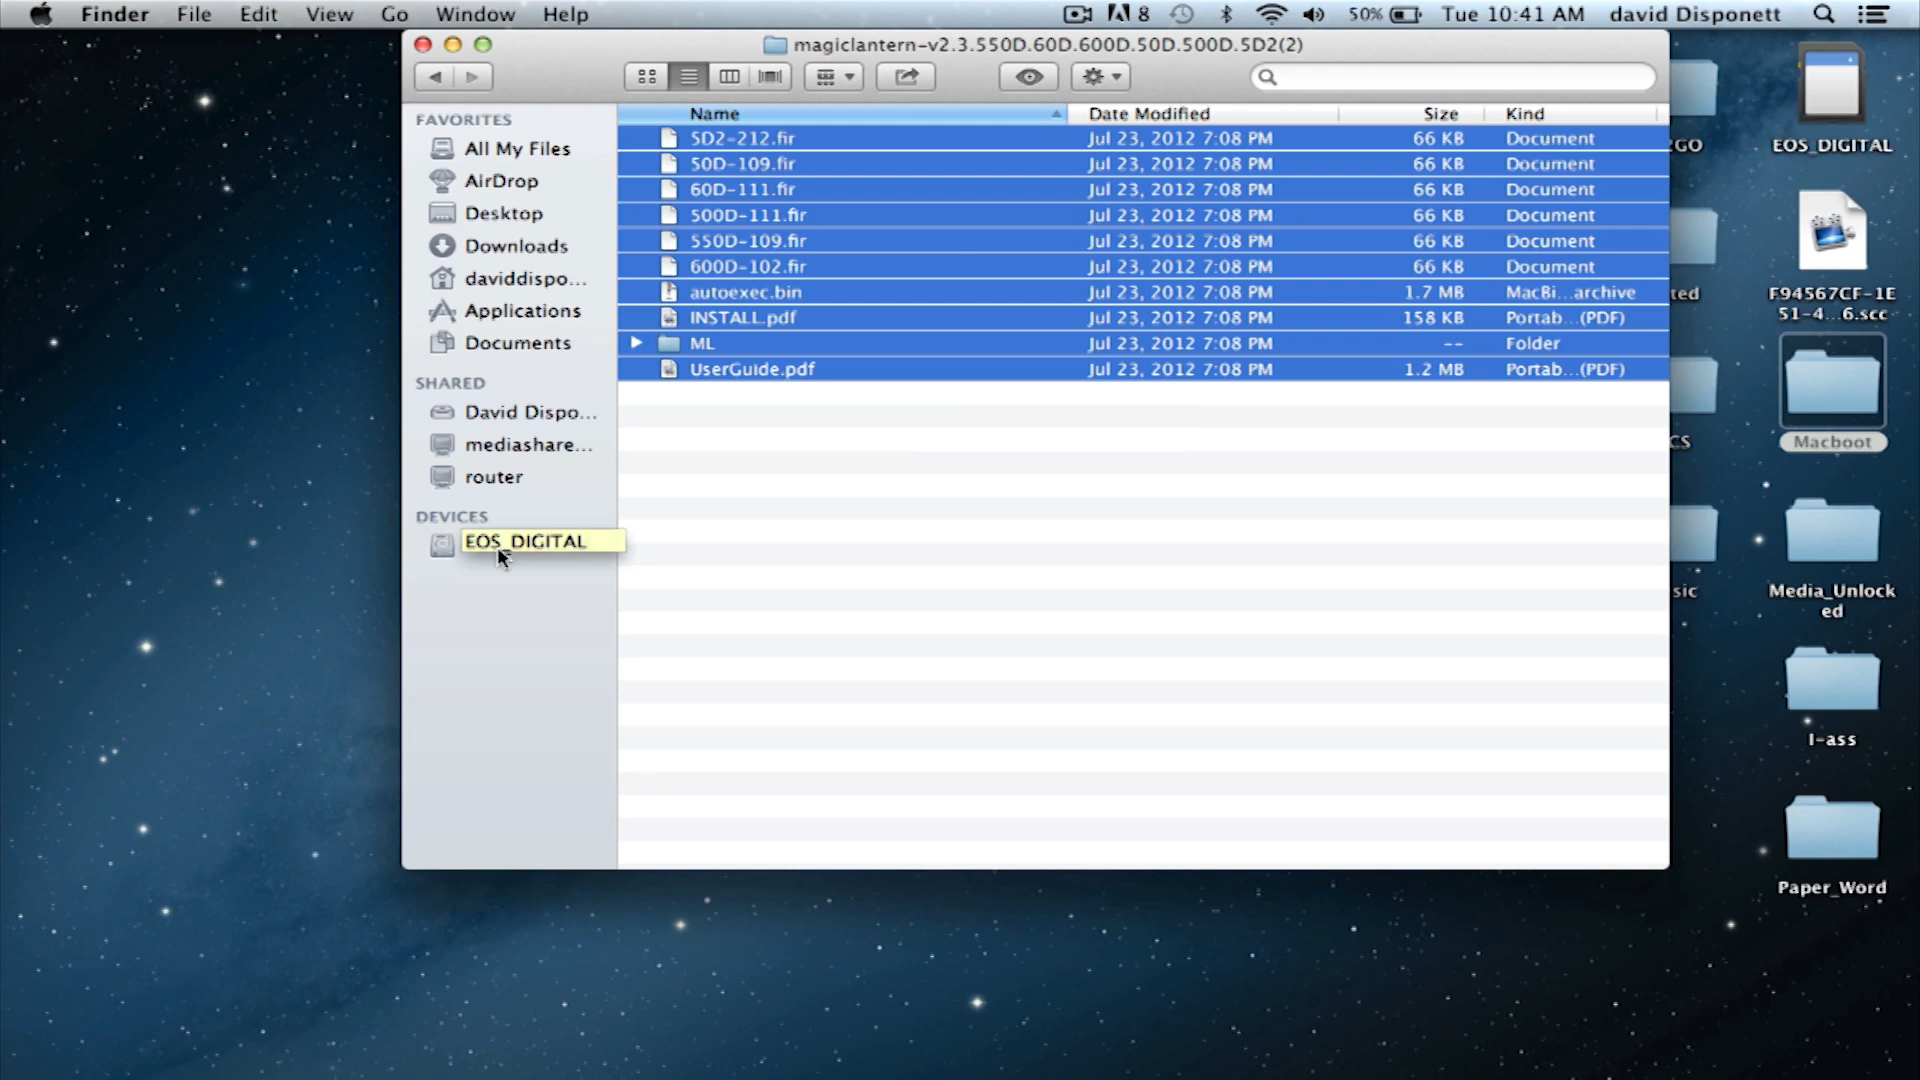 Finder File Edit View Go Window Help
8 50% Tue 10:41 AM david Disponett
magiclantern-v2.3.550D.60D.600D.50D.500D.5D2(2)
FAVORITES
All My Files
AirDrop
Desktop
Downloads
daviddispo...
Applications
Documents
SHARED
David Dispo...
mediashare...
router
DEVICES
EOS_DIGITAL
Name Date Modified Size Kind
5D2-212.fir Jul 23, 2012 7:08 PM 66 KB Document
50D-109.fir Jul 23, 2012 7:08 PM 66 KB Document
60D-111.fir Jul 23, 2012 7:08 PM 66 KB Document
500D-111.fir Jul 23, 2012 7:08 PM 66 KB Document
550D-109.fir Jul 23, 2012 7:08 PM 66 KB Document
600D-102.fir Jul 23, 2012 7:08 PM 66 KB Document
autoexec.bin Jul 23, 2012 7:08 PM 1.7 MB MacBi...archive
INSTALL.pdf Jul 23, 2012 7:08 PM 158 KB Portab...(PDF)
ML Jul 23, 2012 7:08 PM -- Folder
UserGuide.pdf Jul 23, 2012 7:08 PM 1.2 MB Portab...(PDF)
GO
ted
CS
sic
EOS_DIGITAL
F94567CF-1E
51-4...6.scc
Macboot
Media_Unlock
ed
I-ass
Paper_Word